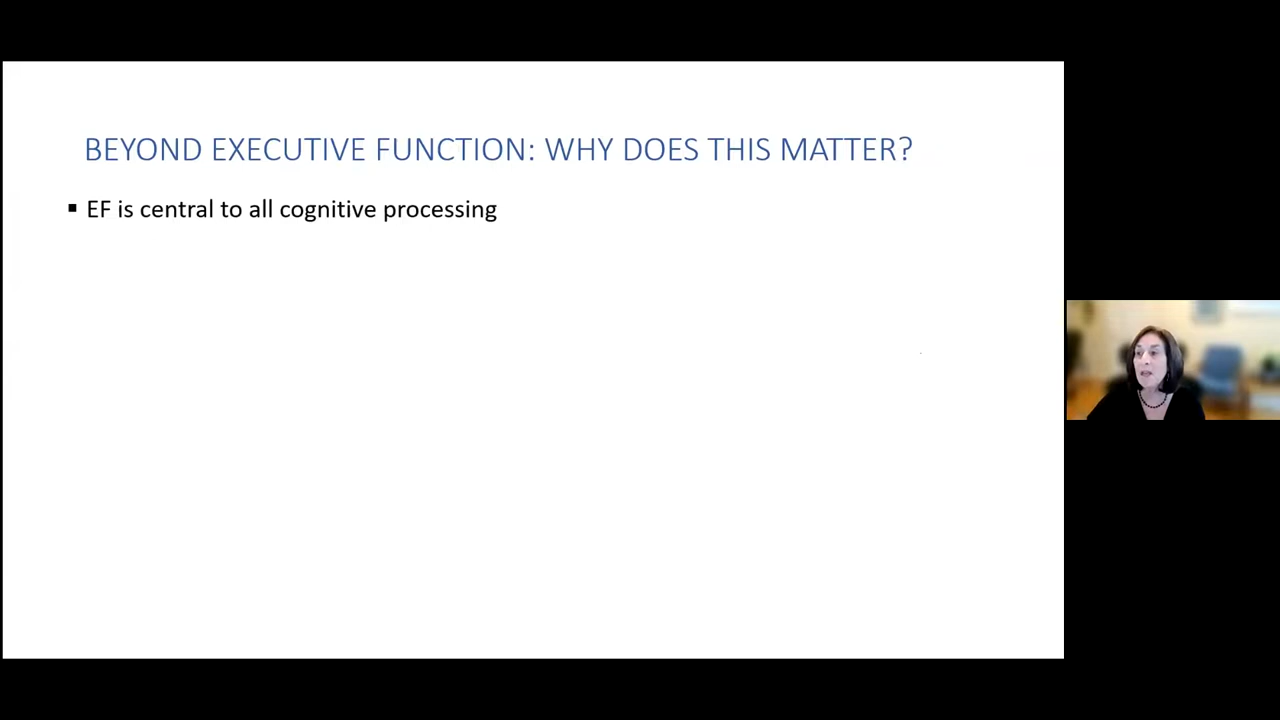 BEYOND EXECUTIVE FUNCTION: WHY DOES THIS MATTER?
▪ EF is central to all cognitive processing